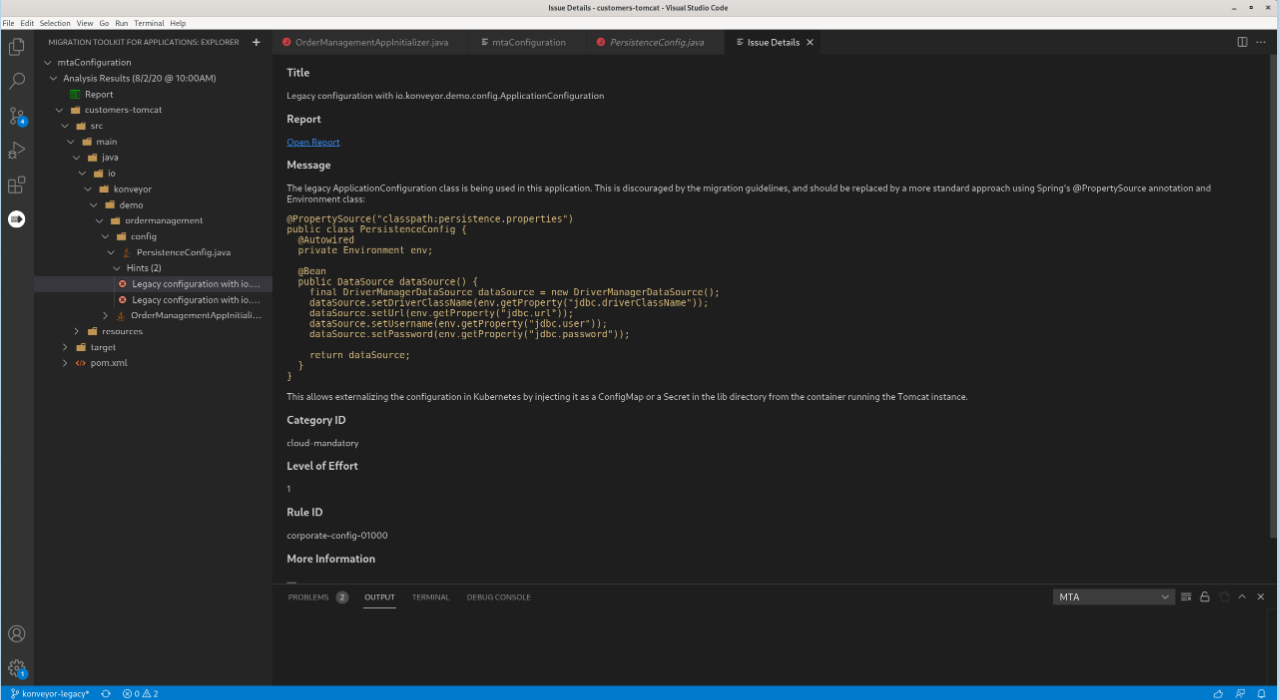 Issue Details - customers-tomcat - Visual Studio Code
File Edit Selection View Go Run Terminal Help
MIGRATION TOOLKIT FOR APPLICATIONS: EXPLORER
OrderManagementAppInitializer.java mtaConfiguration PersistenceConfig.java Issue Details
mtaConfiguration
Analysis Results (8/2/20 @ 10:00AM)
Report
customers-tomcat
src
main
java
io
konveyor
demo
ordermanagement
config
PersistenceConfig.java
Hints (2)
Legacy configuration with io....
Legacy configuration with io....
OrderManagementAppInitiali...
resources
target
pom.xml
4
1
Title
Legacy configuration with io.konveyor.demo.config.ApplicationConfiguration
Report
Open Report
Message
The legacy ApplicationConfiguration class is being used in this application. This is discouraged by the migration guidelines, and should be replaced by a more standard approach using Spring's @PropertySource annotation and
Environment class:
@PropertySource("classpath:persistence.properties")
public class PersistenceConfig {
@Autowired
private Environment env;
@Bean
public DataSource dataSource() {
final DriverManagerDataSource dataSource = new DriverManagerDataSource();
dataSource.setDriverClassName(env.getProperty("jdbc.driverClassName"));
dataSource.setUrl(env.getProperty("jdbc.url"));
dataSource.setUsername(env.getProperty("jdbc.user"));
dataSource.setPassword(env.getProperty("jdbc.password"));
return dataSource;
}
}
This allows externalizing the configuration in Kubernetes by injecting it as a ConfigMap or a Secret in the lib directory from the container running the Tomcat instance.
Category ID
cloud-mandatory
Level of Effort
1
Rule ID
corporate-config-01000
More Information
PROBLEMS 2 OUTPUT TERMINAL DEBUG CONSOLE MTA
konveyor-legacy* 0 2